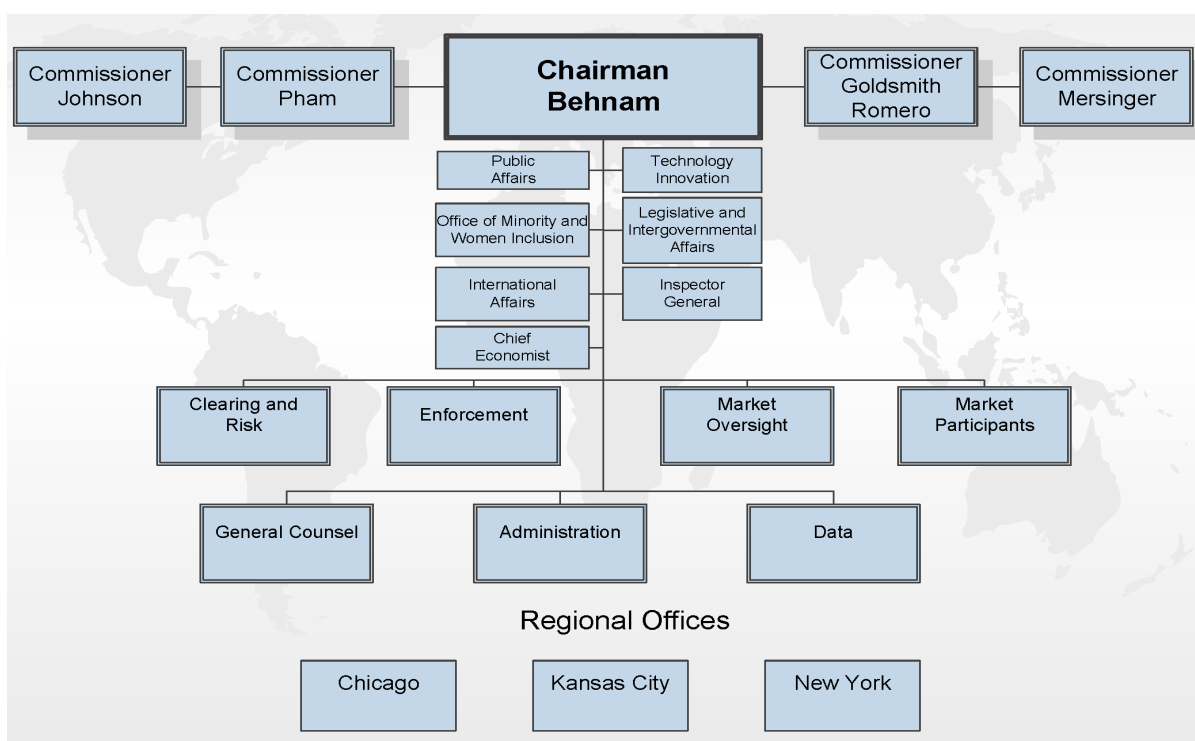 Commissioner
Johnson
Commissioner
Pham
Chairman
Behnam
Commissioner
Goldsmith
Romero
Commissioner
Mersinger
Public
Affairs
Technology
Innovation
Office of Minority and
Women Inclusion
Legislative and
Intergovernmental
Affairs
International
Affairs
Inspector
General
Chief
Economist
Clearing and
Risk
Enforcement
Market
Oversight
Market
Participants
General Counsel
Administration
Data
Regional Offices
Chicago
Kansas City
New York